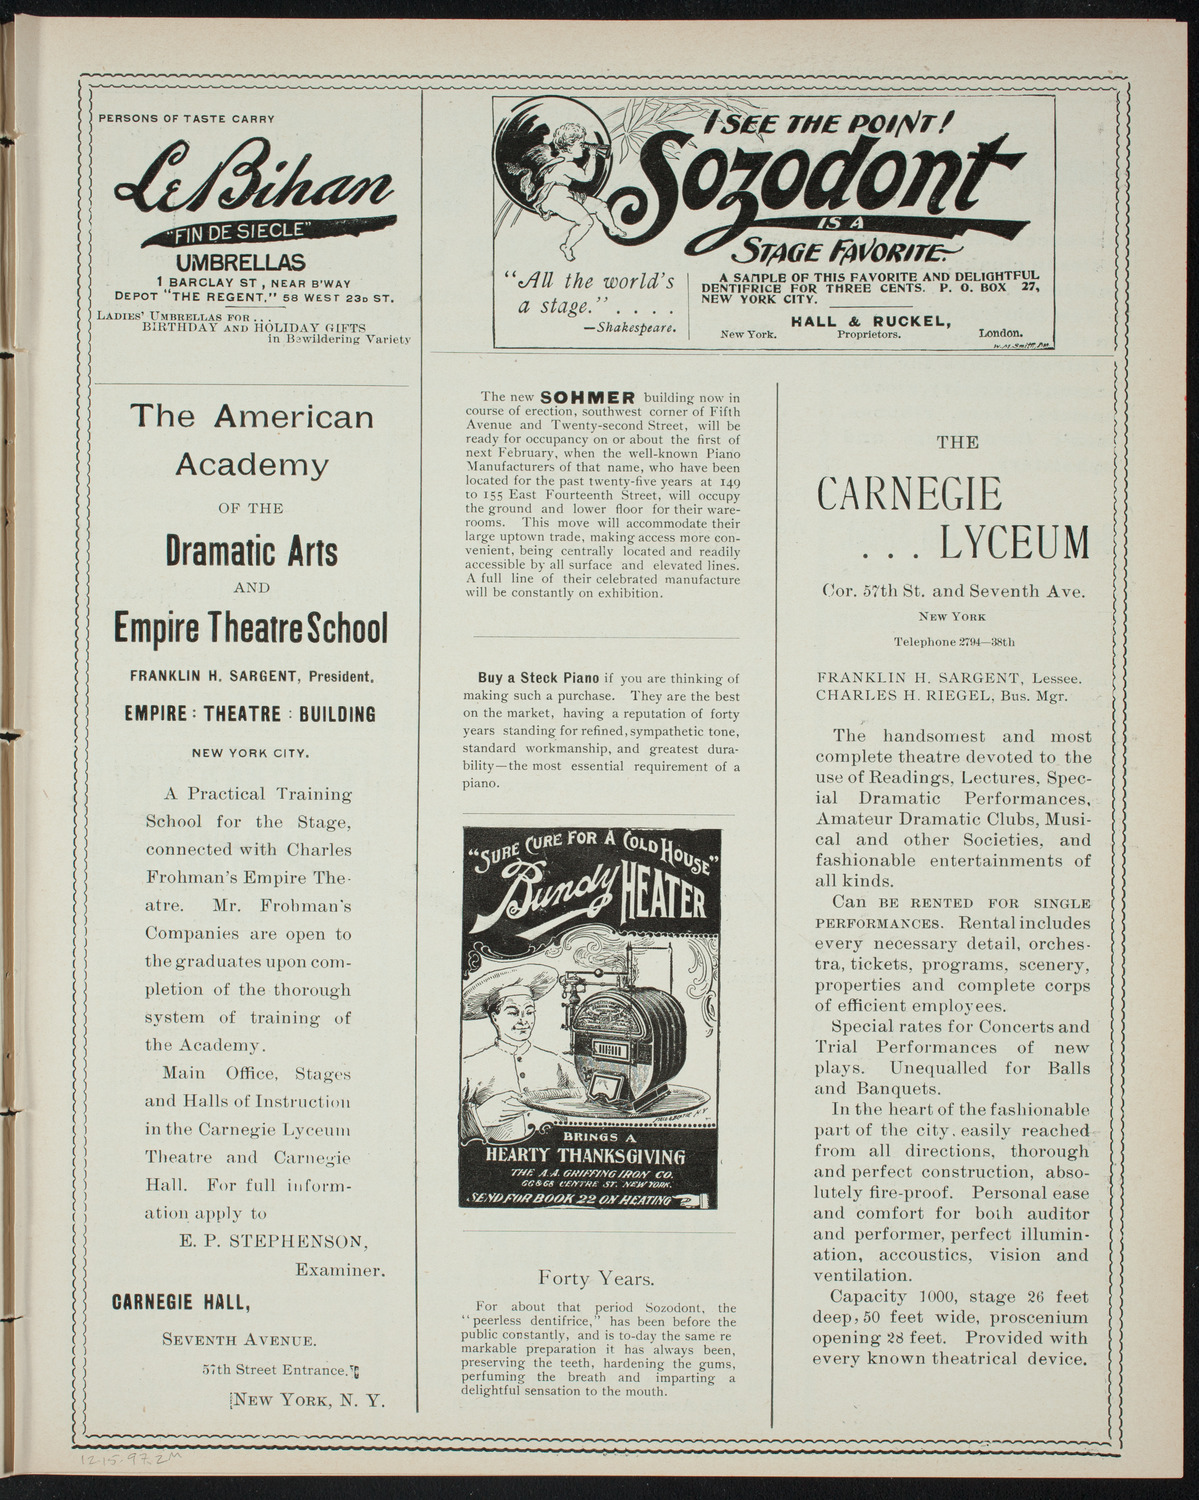 PERSONS OF TASTE CARRY
Le Bihan
"FIN DE SIECLE"
UMBRELLAS
1 BARCLAY ST, NEAR B'WAY
DEPOT "THE REGENT," 58 WEST 23D ST.
LADIES' UMBRELLAS FOR . . .
BIRTHDAY AND HOLIDAY GIFTS
in Bewildering Variety
I SEE THE POINT!
Sozodont
IS A
STAGE FAVORITE.
"All the world's
a stage." . . . .
—Shakespeare.
A SAMPLE OF THIS FAVORITE AND DELIGHTFUL
DENTIFRICE FOR THREE CENTS. P. O. BOX 27,
NEW YORK CITY.
HALL & RUCKEL,
New York. Proprietors. London.
The American
Academy
OF THE
Dramatic Arts
AND
Empire Theatre School
FRANKLIN H. SARGENT, President.
EMPIRE : THEATRE : BUILDING
NEW YORK CITY.
A Practical Training
School for the Stage,
connected with Charles
Frohman's Empire The-
atre. Mr. Frohman's
Companies are open to
the graduates upon com-
pletion of the thorough
system of training of
the Academy.
Main Office, Stages
and Halls of Instruction
in the Carnegie Lyceum
Theatre and Carnegie
Hall. For full inform-
ation apply to
E. P. STEPHENSON,
Examiner.
CARNEGIE HALL,
SEVENTH AVENUE.
57th Street Entrance.
NEW YORK, N. Y.
The new SOHMER building now in
course of erection, southwest corner of Fifth
Avenue and Twenty-second Street, will be
ready for occupancy on or about the first of
next February, when the well-known Piano
Manufacturers of that name, who have been
located for the past twenty-five years at 149
to 155 East Fourteenth Street, will occupy
the ground and lower floor for their ware-
rooms. This move will accommodate their
large uptown trade, making access more con-
venient, being centrally located and readily
accessible by all surface and elevated lines.
A full line of their celebrated manufacture
will be constantly on exhibition.
Buy a Steck Piano if you are thinking of
making such a purchase. They are the best
on the market, having a reputation of forty
years standing for refined, sympathetic tone,
standard workmanship, and greatest dura-
bility—the most essential requirement of a
piano.
"SURE CURE FOR A COLD HOUSE"
Bundy HEATER
BRINGS A
HEARTY THANKSGIVING
THE A.A. GRIFFING IRON CO.
66 & 68 CENTRE ST. NEW YORK.
SEND FOR BOOK 22 ON HEATING
Forty Years.
For about that period Sozodont, the
"peerless dentifrice," has been before the
public constantly, and is to-day the same re
markable preparation it has always been,
preserving the teeth, hardening the gums,
perfuming the breath and imparting a
delightful sensation to the mouth.
THE
CARNEGIE
. . . LYCEUM
Cor. 57th St. and Seventh Ave.
NEW YORK
Telephone 2794—38th
FRANKLIN H. SARGENT, Lessee.
CHARLES H. RIEGEL, Bus. Mgr.
The handsomest and most
complete theatre devoted to the
use of Readings, Lectures, Spec-
ial Dramatic Performances,
Amateur Dramatic Clubs, Musi-
cal and other Societies, and
fashionable entertainments of
all kinds.
Can BE RENTED FOR SINGLE
PERFORMANCES. Rental includes
every necessary detail, orches-
tra, tickets, programs, scenery,
properties and complete corps
of efficient employees.
Special rates for Concerts and
Trial Performances of new
plays. Unequalled for Balls
and Banquets.
In the heart of the fashionable
part of the city, easily reached
from all directions, thorough
and perfect construction, abso-
lutely fire-proof. Personal ease
and comfort for both auditor
and performer, perfect illumin-
ation, accoustics, vision and
ventilation.
Capacity 1000, stage 26 feet
deep, 50 feet wide, proscenium
opening 28 feet. Provided with
every known theatrical device.
12-15-97.2M